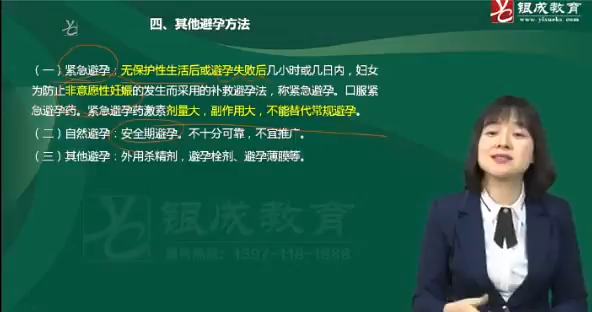 四、其他避孕方法
银成教育
www.yixueks.com
（一）紧急避孕：无保护性生活后或避孕失败后几小时或几日内，妇女
为防止非意愿性妊娠的发生而采用的补救避孕法，称紧急避孕。口服紧
急避孕药。紧急避孕药激素剂量大，副作用大，不能替代常规避孕。
（二）自然避孕：安全期避孕。不十分可靠，不宜推广。
（三）其他避孕：外用杀精剂，避孕栓剂、避孕薄膜等。
银成教育